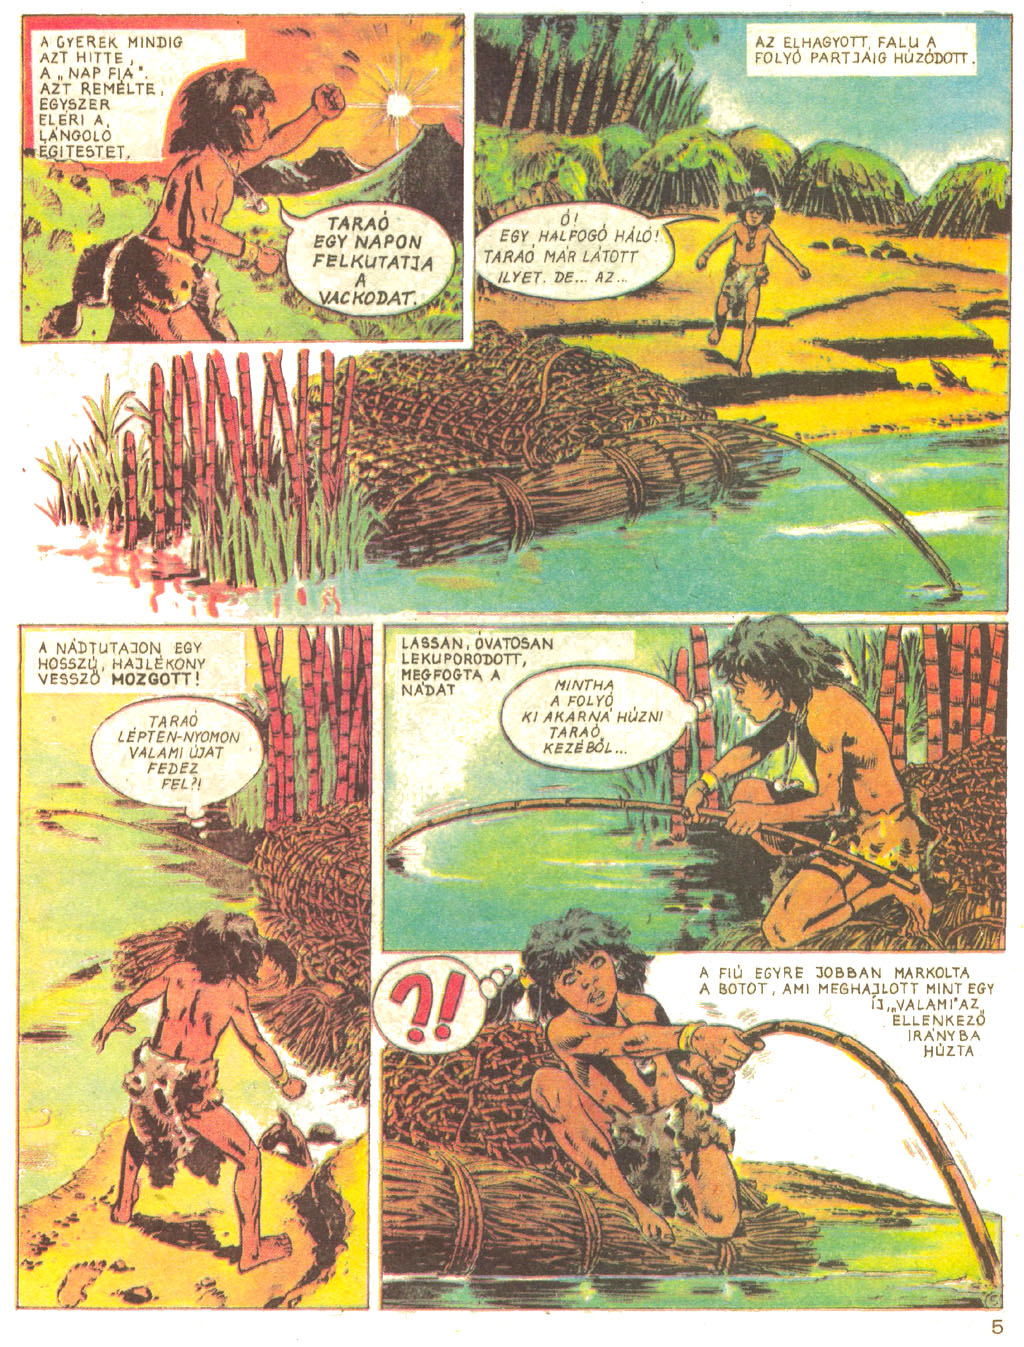 A GYEREK MINDIG
AZT HITTE,
A „NAP FIA".
AZT REMÉLTE,
EGYSZER
ELÉRI A
LÁNGOLÓ
ÉGITESTET.
TARAÓ
EGY NAPON
FELKUTATJA
A
VACKODAT.
AZ ELHAGYOTT FALU A
FOLYÓ PARTJÁIG HÚZÓDOTT.
Ó!
EGY HALFOGÓ HÁLÓ!
TARAÓ MÁR LÁTOTT
ILYET. DE... AZ...
A NÁDTUTAJON EGY
HOSSZÚ, HAJLÉKONY
VESSZŐ MOZGOTT!
TARAÓ
LÉPTEN-NYOMON
VALAMI ÚJAT
FEDEZ
FEL?!
LASSAN, ÓVATOSAN
LEKUPORODOTT,
MEGFOGTA A
NÁDAT
MINTHA
A FOLYÓ
KI AKARNÁ HÚZNI
TARAÓ
KEZÉBŐL...
?!
A FIÚ EGYRE JOBBAN MARKOLTA
A BOTOT, AMI MEGHAJLOTT MINT EGY
ÍJ. „VALAMI" AZ
ELLENKEZŐ
IRÁNYBA
HÚZTA
5
5